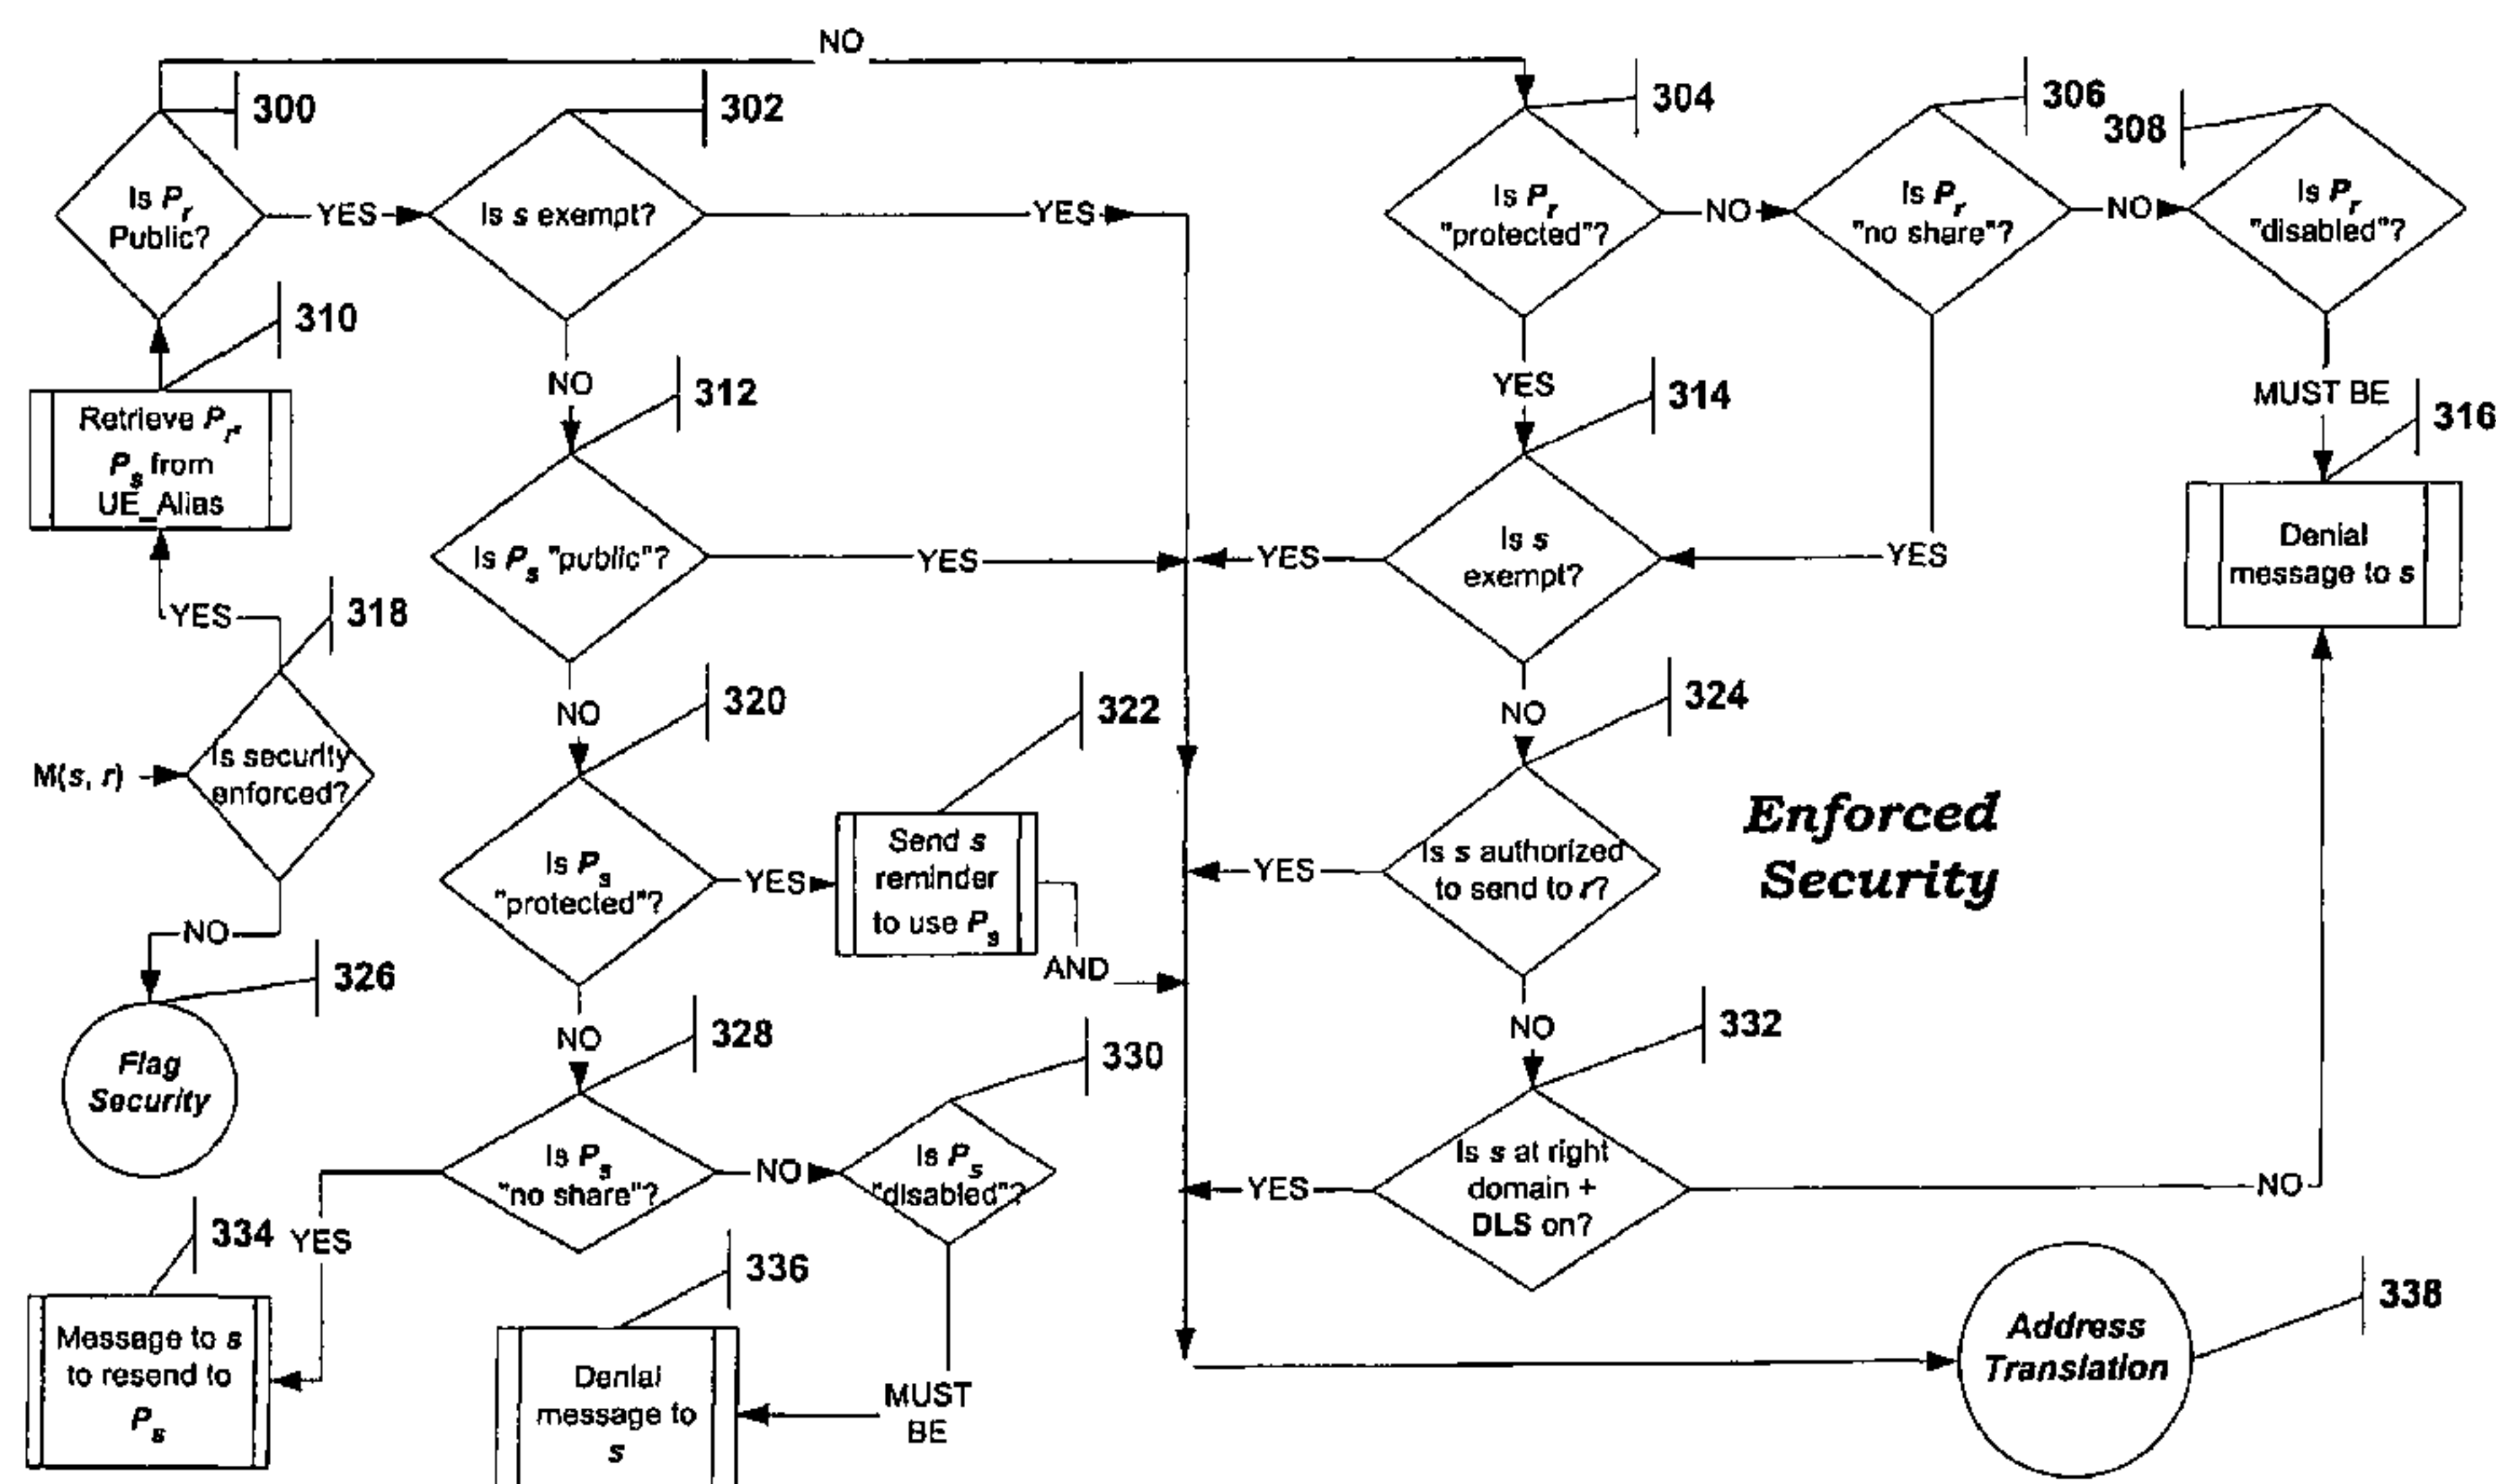 NO
300
302
304
306
308
Is Pr
Public?
YES
Is s exempt?
YES
Is Pr
"protected"?
NO
Is Pr
"no share"?
NO
Is Pr
"disabled"?
310
Retrieve Pr,
Ps from
UE_Alias
NO
312
YES
314
MUST BE
316
Is Ps "public"?
YES
YES
Is s
exempt?
YES
Denial
message to s
YES
318
Is security
enforced?
M(s, r)
NO
320
322
NO
324
Is Ps
"protected"?
YES
Send s
reminder
to use Ps
AND
YES
Is s authorized
to send to r?
Enforced
Security
NO
326
Flag
Security
NO
328
330
NO
332
Is Ps
"no share"?
NO
Is Ps
"disabled"?
YES
Is s at right
domain +
DLS on?
NO
334
YES
336
338
Message to s
to resend to
Ps
Denial
message to
s
MUST
BE
Address
Translation